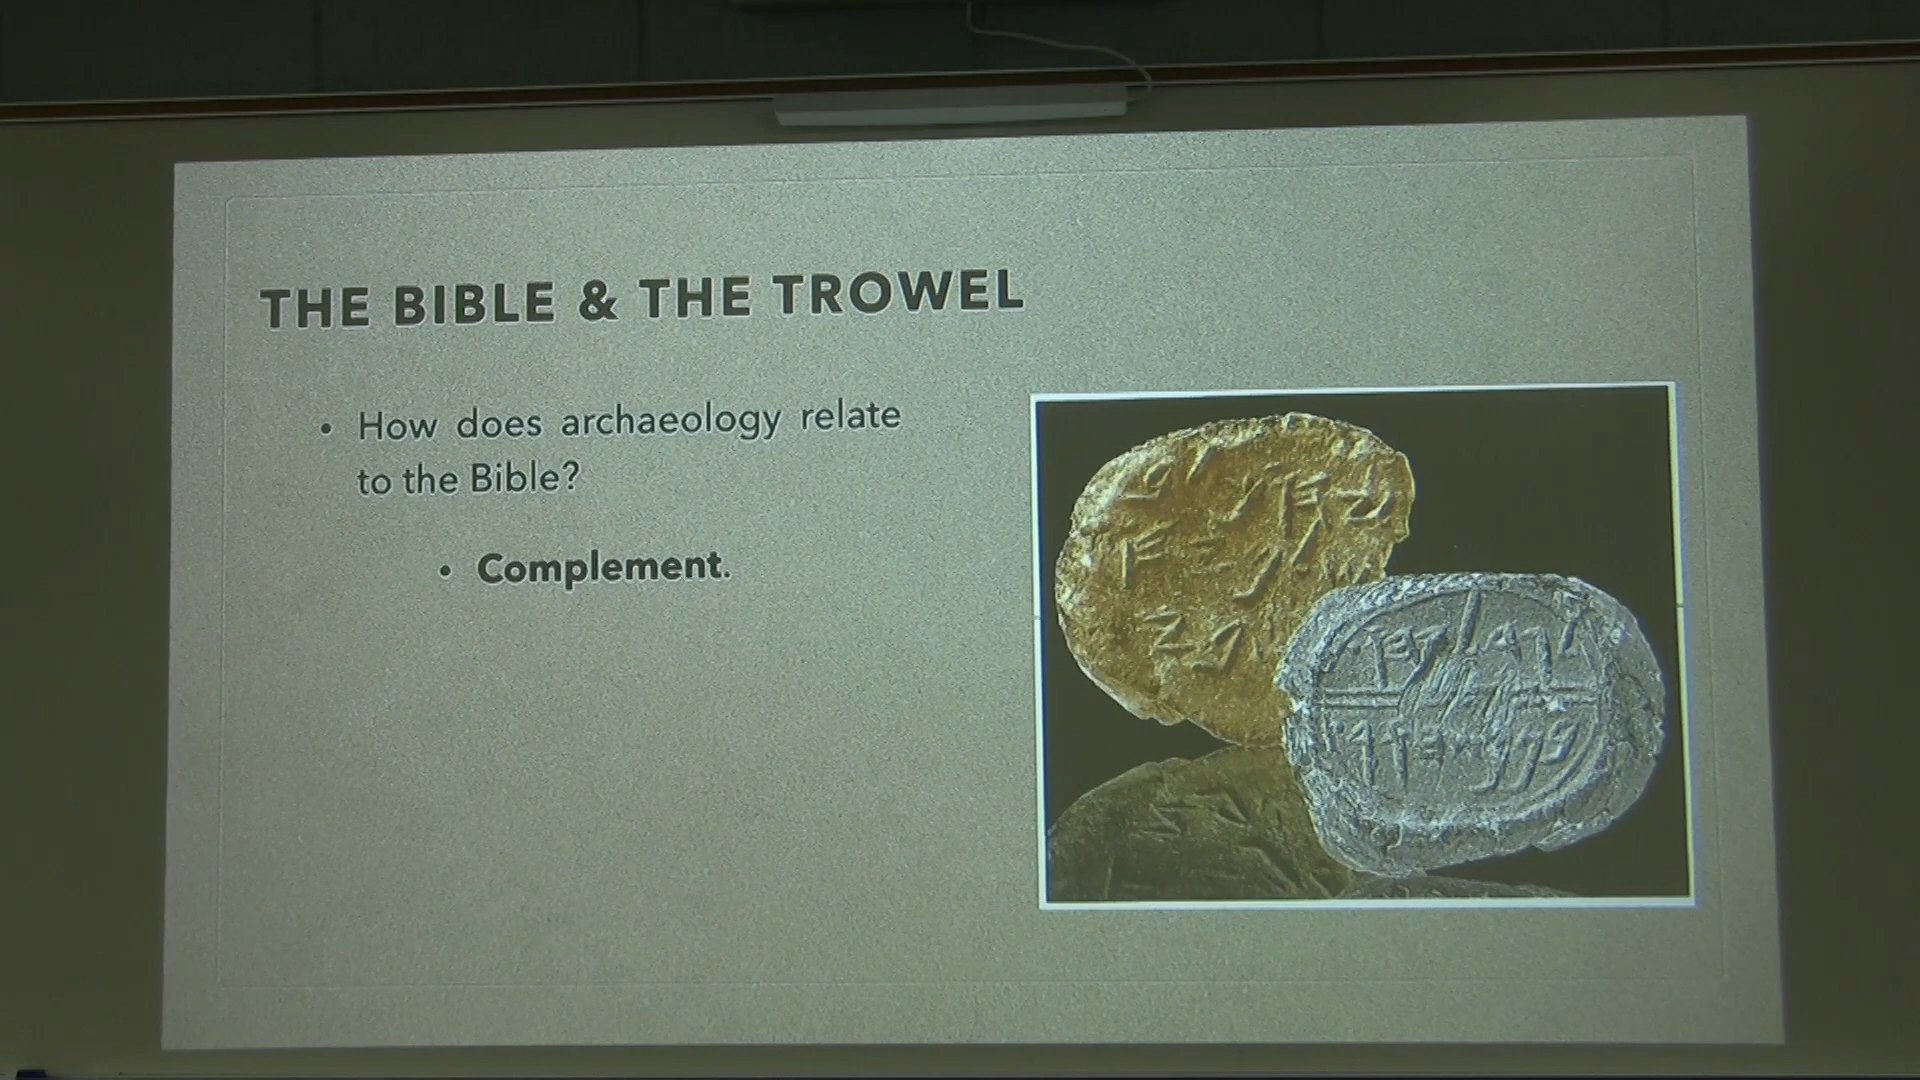 THE BIBLE & THE TROWEL
• How does archaeology relate
to the Bible?
• Complement.